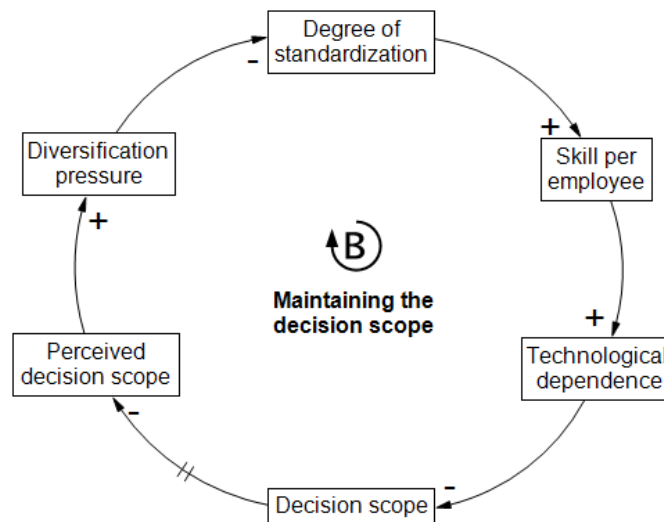 Degree of
standardization
-
+
Skill per
employee
Diversification
pressure
+
B
Maintaining the
decision scope
+
Technological
dependence
Perceived
decision scope
-
-
Decision scope